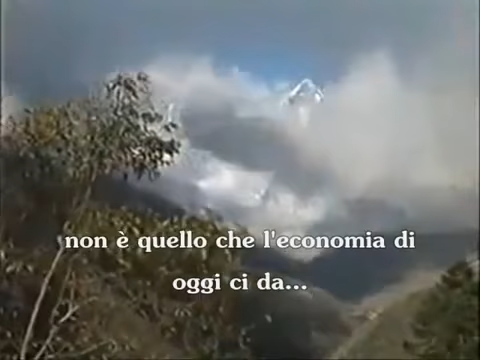 non è quello che l'economia di
oggi ci da...